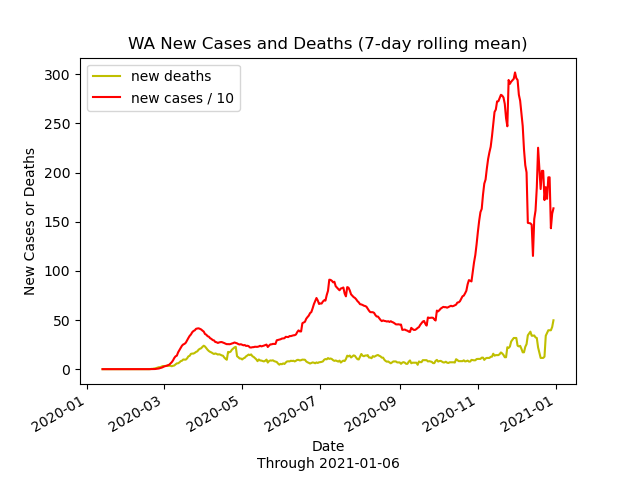 WA New Cases and Deaths (7-day rolling mean)
new deaths
new cases / 10
300
250
200
150
100
50
0
New Cases or Deaths
2020-01
2020-03
2020-05
2020-07
2020-09
2020-11
2021-01
Date
Through 2021-01-06